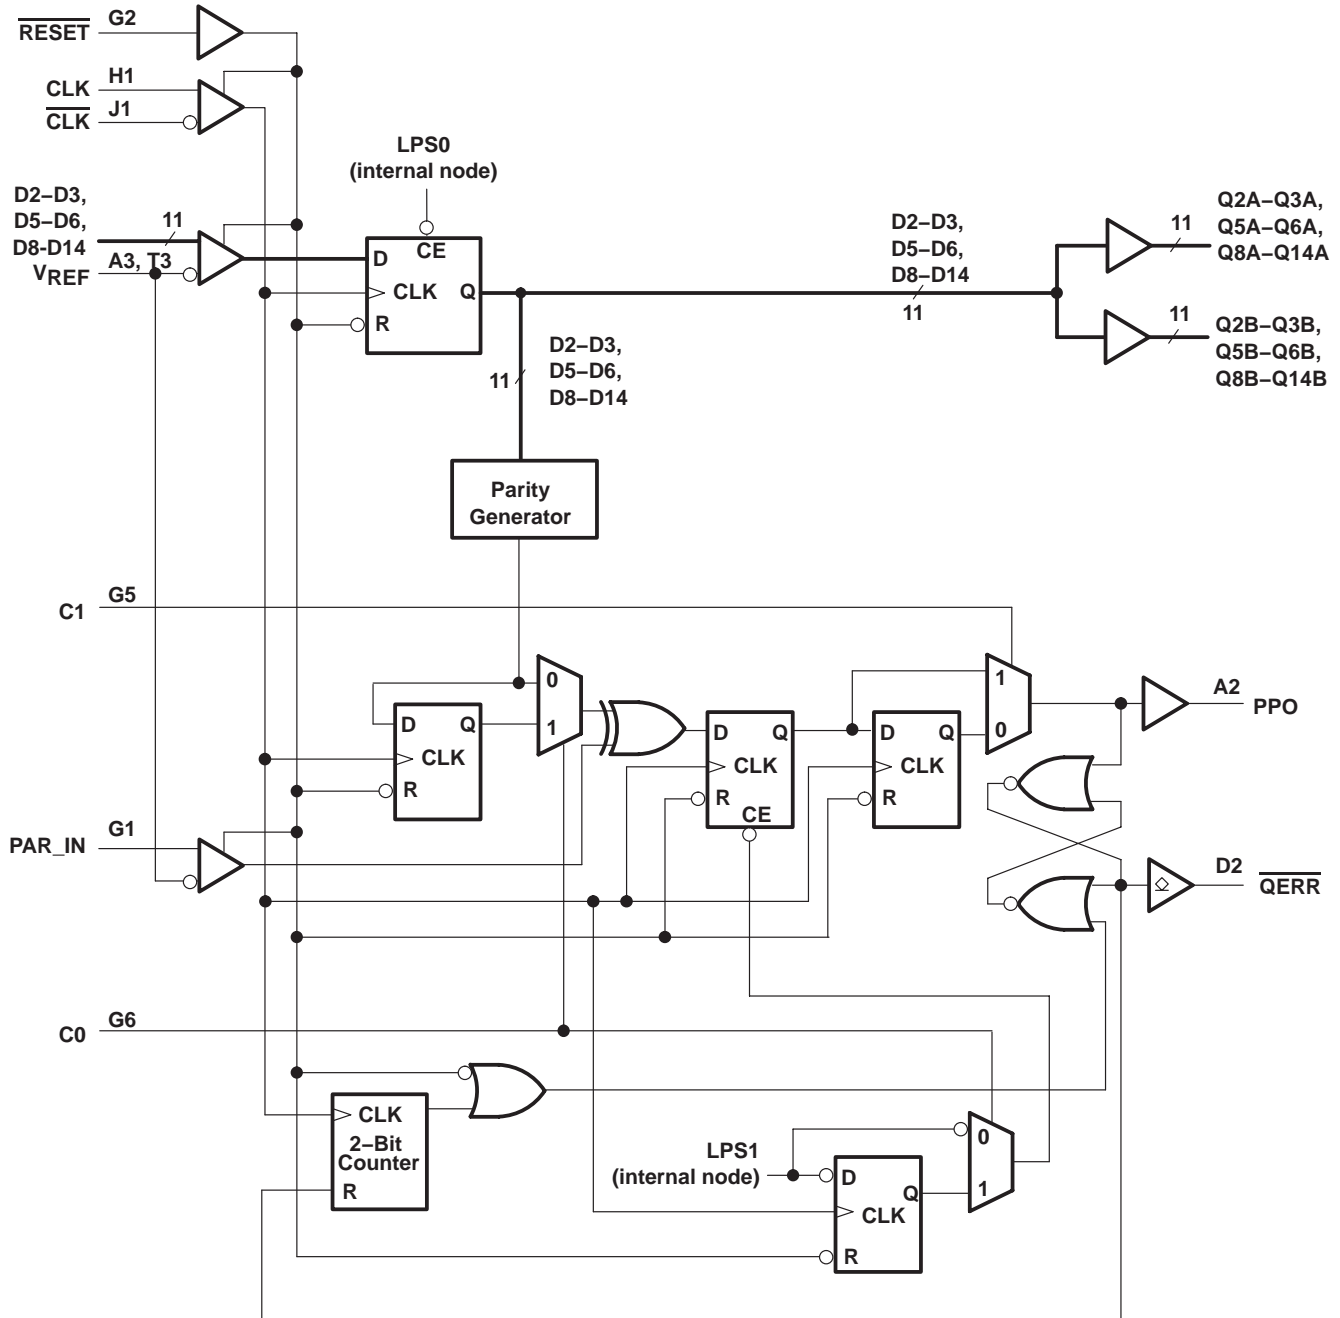 RESET G2
CLK H1
CLK J1
LPS0
(internal node)
D2–D3,
D5–D6,
D8-D14
11
VREF A3, T3
D
CE
CLK
Q
R
D2–D3,
D5–D6,
D8–D14
11
11
Q2A–Q3A,
Q5A–Q6A,
Q8A–Q14A
11
Q2B–Q3B,
Q5B–Q6B,
Q8B–Q14B
11
D2–D3,
D5–D6,
D8–D14
Parity
Generator
C1 G5
0
1
D
Q
CLK
R
D
Q
CLK
R
CE
D
Q
CLK
R
1
0
A2
PPO
PAR_IN G1
D2
QERR
C0 G6
CLK
2–Bit
Counter
R
LPS1
(internal node)
D
Q
CLK
R
0
1